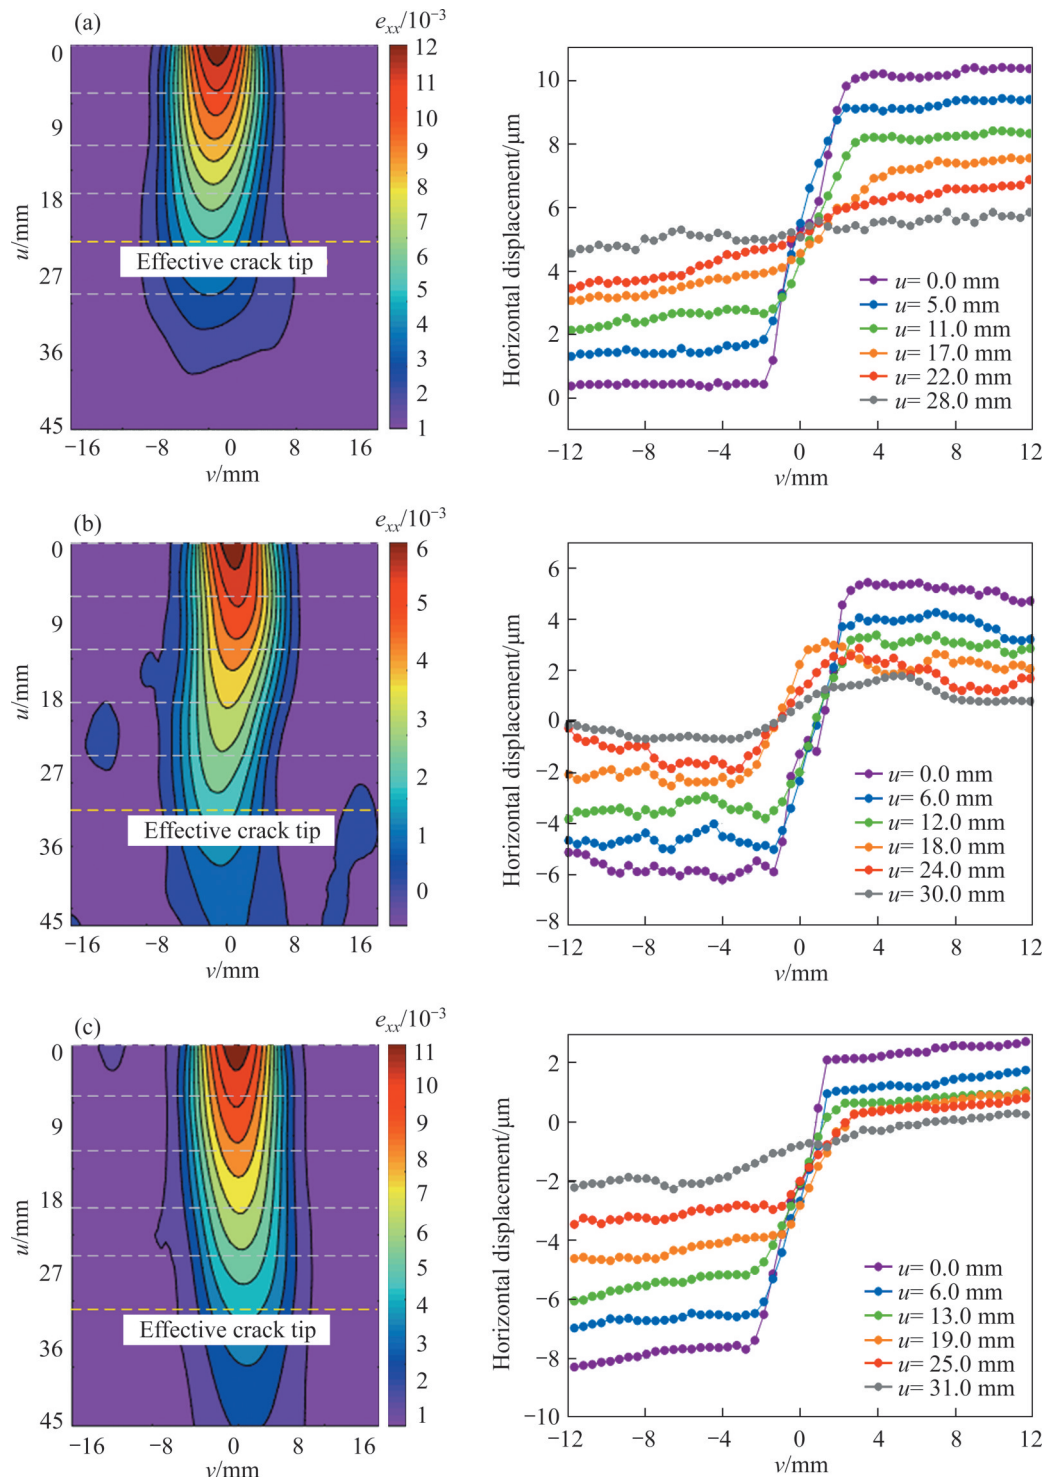 (a)
e_xx/10⁻³
0
9
18
27
36
45
u/mm
−16
−8
0
8
16
v/mm
Effective crack tip
12
11
10
9
8
7
6
5
4
3
2
1
Horizontal displacement/μm
10
8
6
4
2
0
−12
−8
−4
0
4
8
12
v/mm
u= 0.0 mm
u= 5.0 mm
u= 11.0 mm
u= 17.0 mm
u= 22.0 mm
u= 28.0 mm
(b)
e_xx/10⁻³
0
9
18
27
36
45
u/mm
−16
−8
0
8
16
v/mm
Effective crack tip
6
5
4
3
2
1
0
Horizontal displacement/μm
6
4
2
0
−2
−4
−6
−8
−12
−8
−4
0
4
8
12
v/mm
u= 0.0 mm
u= 6.0 mm
u= 12.0 mm
u= 18.0 mm
u= 24.0 mm
u= 30.0 mm
(c)
e_xx/10⁻³
0
9
18
27
36
45
u/mm
−16
−8
0
8
16
v/mm
Effective crack tip
11
10
9
8
7
6
5
4
3
2
1
Horizontal displacement/μm
2
0
−2
−4
−6
−8
−10
−12
−8
−4
0
4
8
12
v/mm
u= 0.0 mm
u= 6.0 mm
u= 13.0 mm
u= 19.0 mm
u= 25.0 mm
u= 31.0 mm